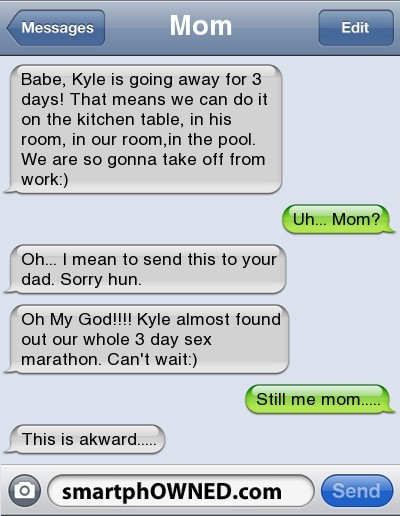 Messages
Mom
Edit
Babe, Kyle is going away for 3
days! That means we can do it
on the kitchen table, in his
room, in our room,in the pool.
We are so gonna take off from
work:)
Uh... Mom?
Oh... I mean to send this to your
dad. Sorry hun.
Oh My God!!!! Kyle almost found
out our whole 3 day sex
marathon. Can't wait:)
Still me mom.....
This is akward.....
smartphOWNED.com
Send